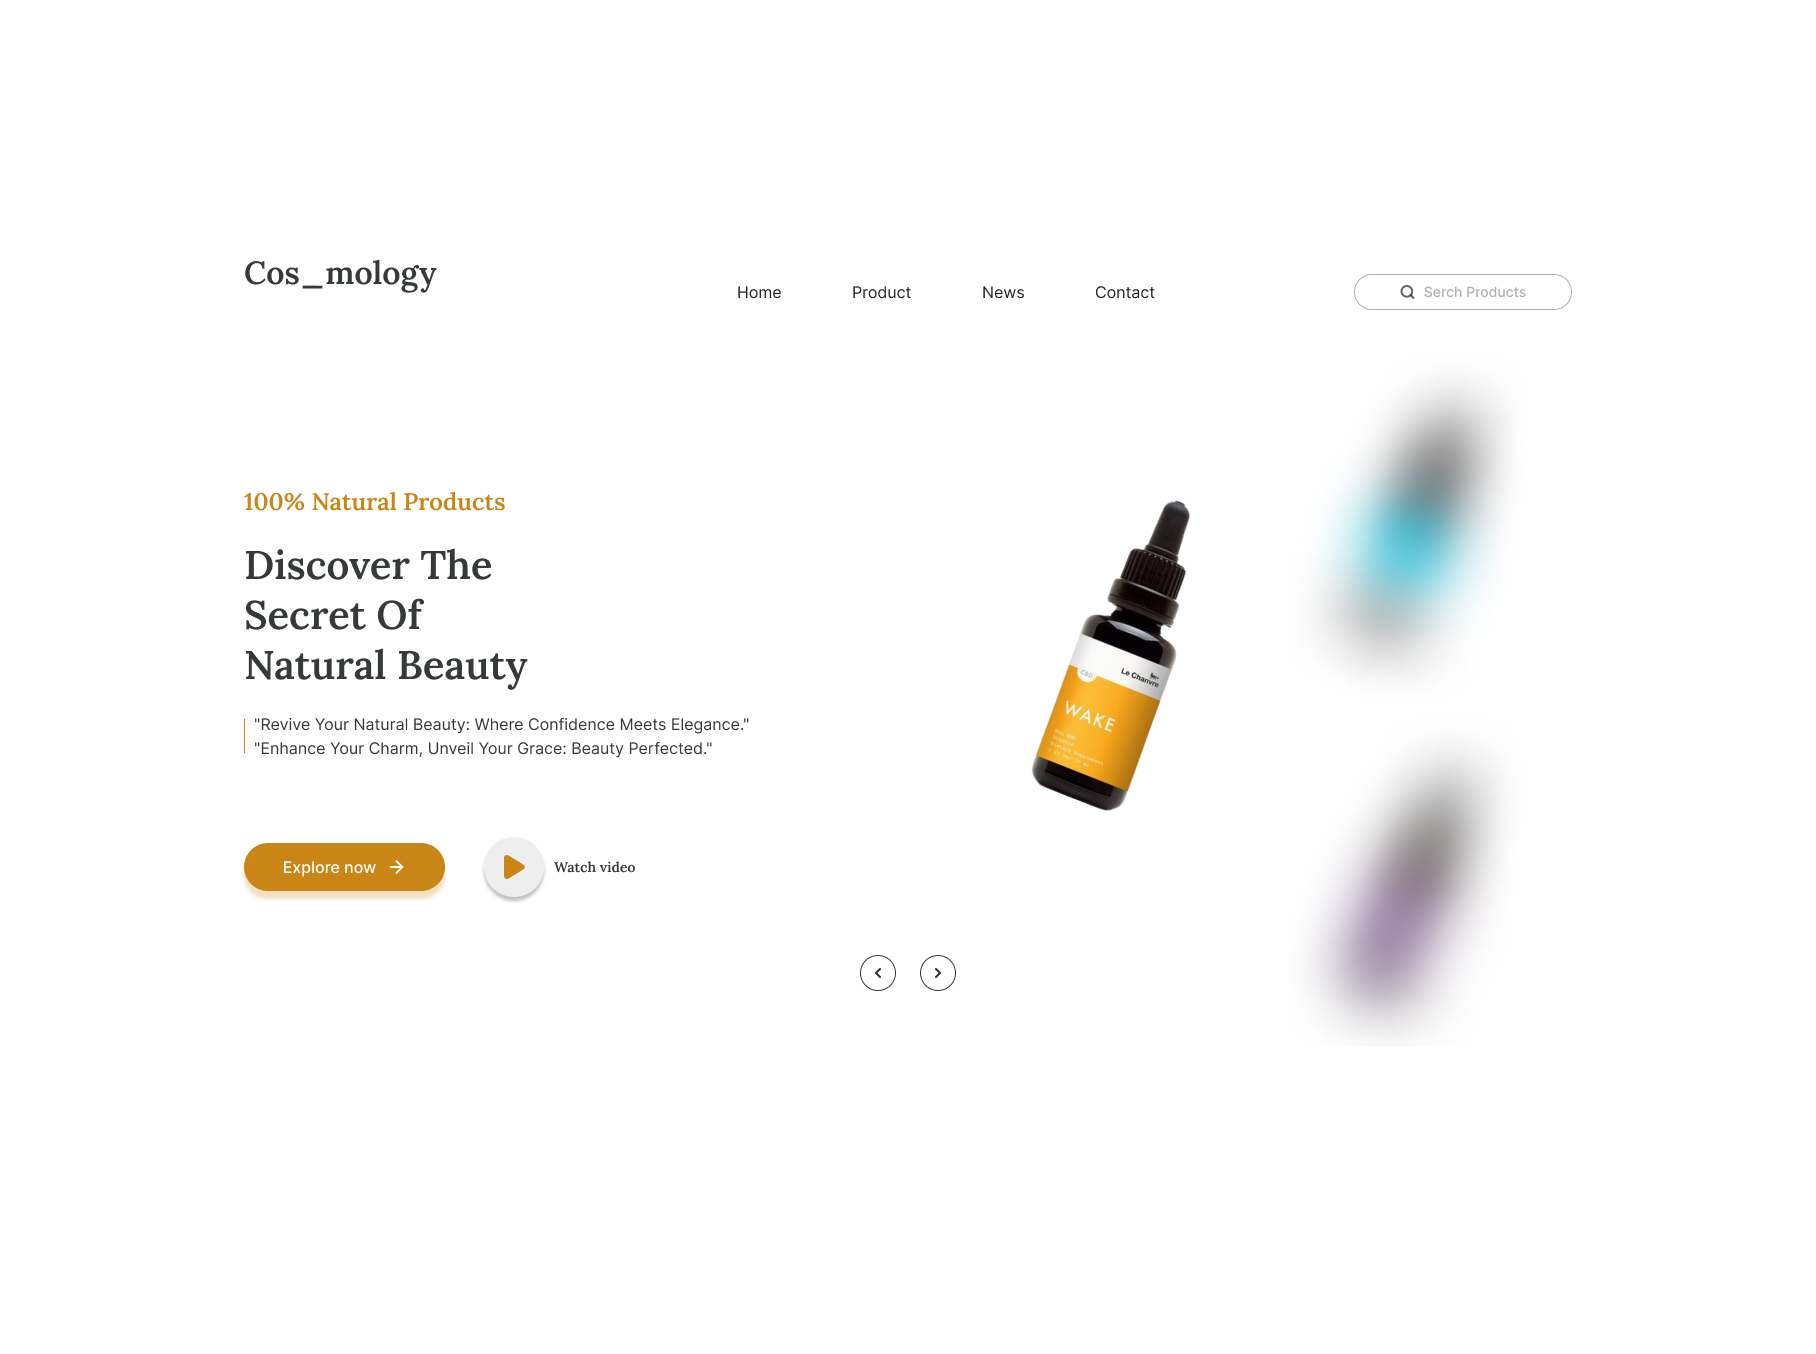 Cos_mology
Home
Product
News
Contact
Serch Products
100% Natural Products
Discover The
Secret Of
Natural Beauty
"Revive Your Natural Beauty: Where Confidence Meets Elegance."
"Enhance Your Charm, Unveil Your Grace: Beauty Perfected."
Explore now
Watch video
Le Chanvre
CBD
WAKE